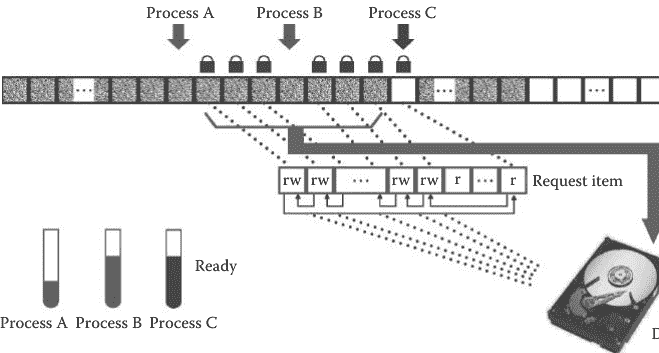 Process A Process B Process C
... ... ...
rw rw ... rw rw r ... r Request item
Ready
Process A Process B Process C
D